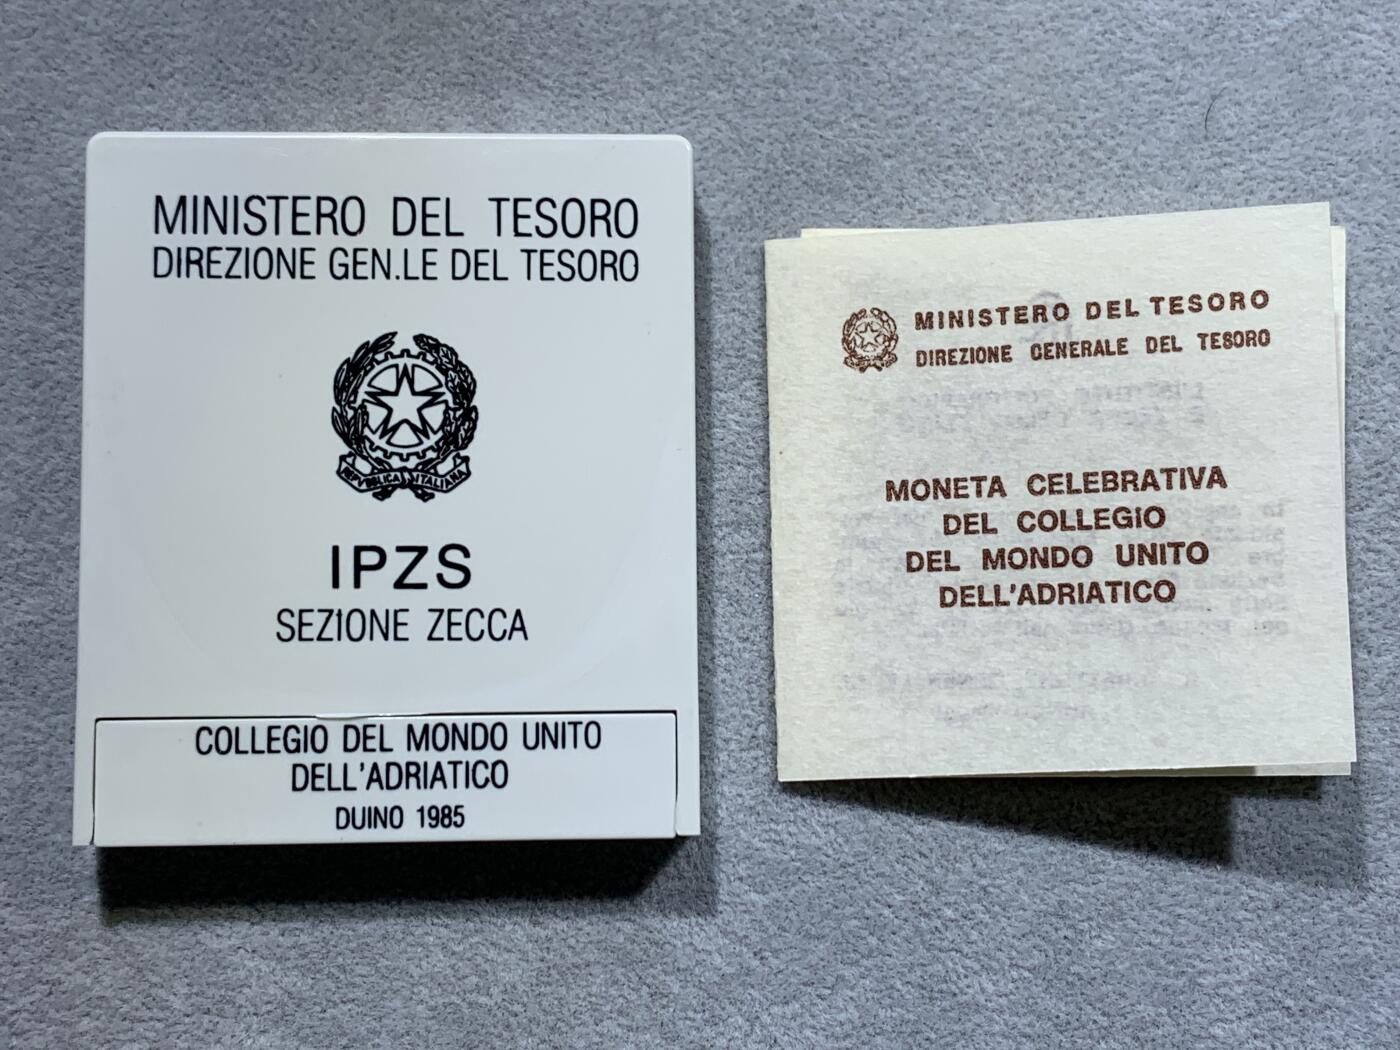 MINISTERO DEL TESORO
DIREZIONE GEN.LE DEL TESORO
REPVBBLICA ITALIANA
IPZS
SEZIONE ZECCA
COLLEGIO DEL MONDO UNITO
DELL'ADRIATICO
DUINO 1985
MINISTERO DEL TESORO
DIREZIONE GENERALE DEL TESORO
MONETA CELEBRATIVA
DEL COLLEGIO
DEL MONDO UNITO
DELL'ADRIATICO